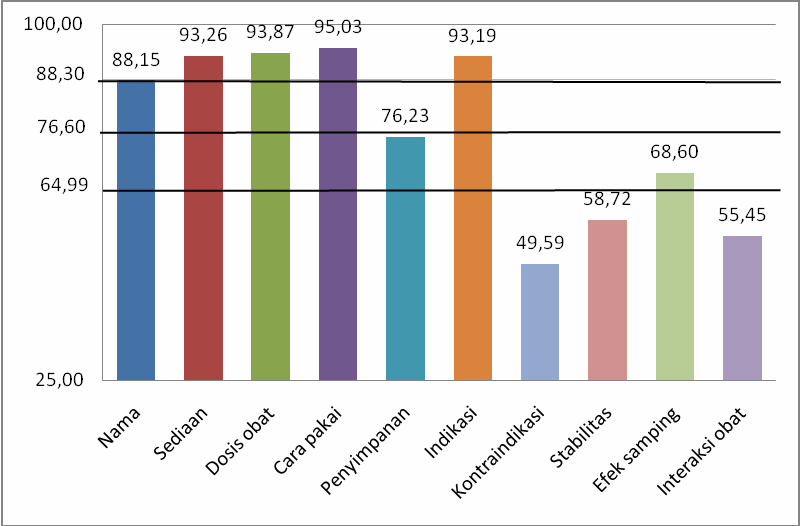 100,00
88,30
76,60
64,99
25,00
88,15
93,26
93,87
95,03
76,23
93,19
49,59
58,72
68,60
55,45
Nama
Sediaan
Dosis obat
Cara pakai
Penyimpanan
Indikasi
Kontraindikasi
Stabilitas
Efek samping
Interaksi obat